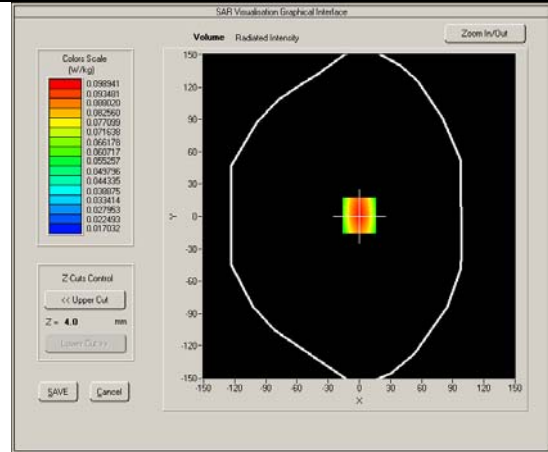 SAR Visualisation Graphical Interface
Volume Radiated Intensity
Zoom In/Out
Colors Scale
(W/kg)
0.098941
0.093481
0.088020
0.082560
0.077099
0.071638
0.066178
0.060717
0.055257
0.049796
0.044335
0.038875
0.033414
0.027953
0.022493
0.017032
Z Cuts Control
<< Upper Cut
Z = 4.0 mm
Lower Cut >>
SAVE Cancel
150
120
90
60
30
0
-30
-60
-90
-120
-150
Y
-150 -120 -90 -60 -30 0 30 60 90 120 150
X